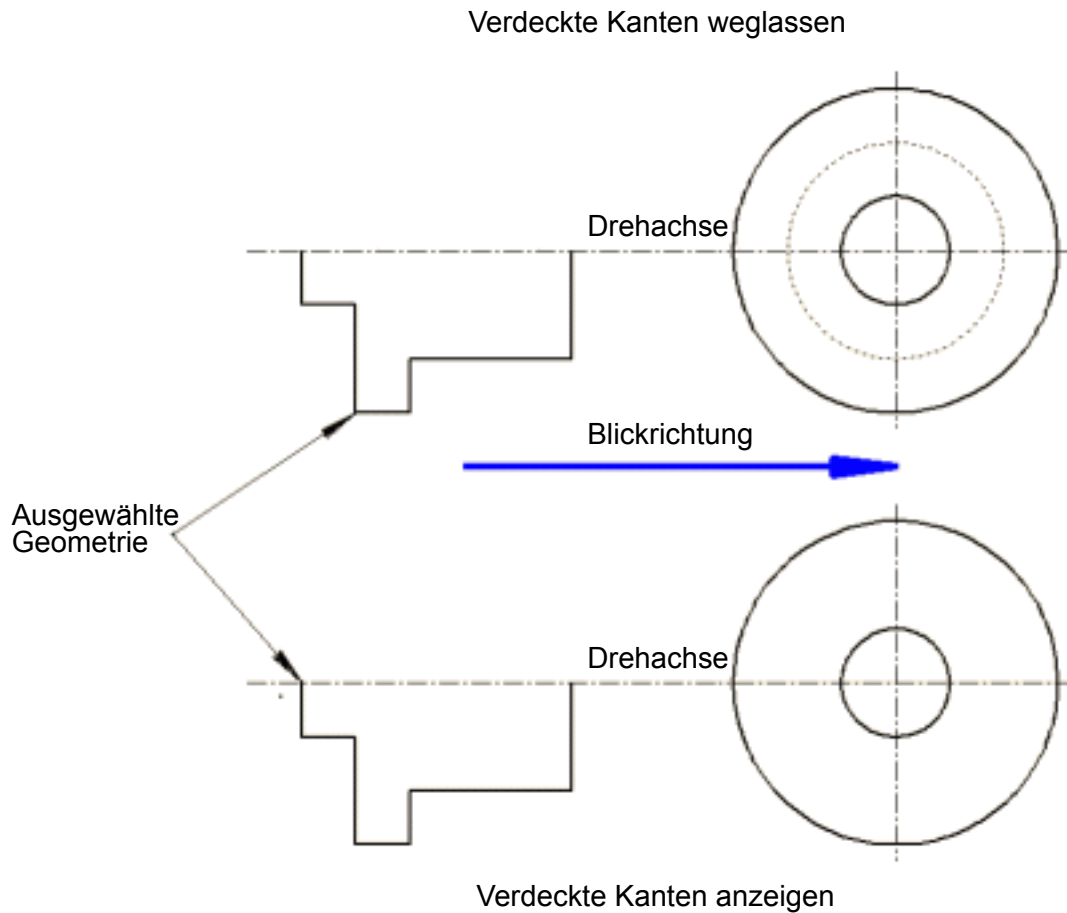 Verdeckte Kanten weglassen
Drehachse
Blickrichtung
Ausgewählte
Geometrie
Drehachse
Verdeckte Kanten anzeigen